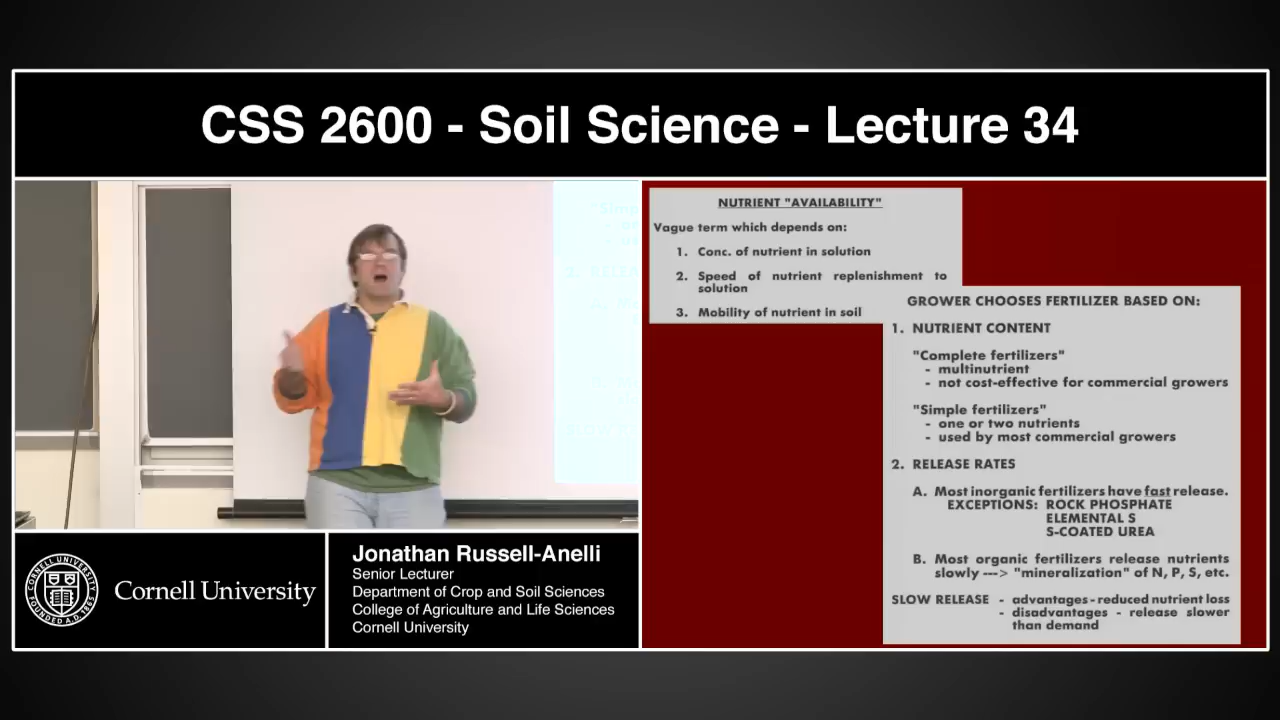 CSS 2600 - Soil Science - Lecture 34
NUTRIENT "AVAILABILITY"
Vague term which depends on:
1. Conc. of nutrient in solution
2. Speed of nutrient replenishment to
solution
3. Mobility of nutrient in soil
GROWER CHOOSES FERTILIZER BASED ON:
1. NUTRIENT CONTENT
"Complete fertilizers"
- multinutrient
- not cost-effective for commercial growers
"Simple fertilizers"
- one or two nutrients
- used by most commercial growers
2. RELEASE RATES
A. Most inorganic fertilizers have fast release.
EXCEPTIONS: ROCK PHOSPHATE
ELEMENTAL S
S-COATED UREA
B. Most organic fertilizers release nutrients
slowly ---> "mineralization" of N, P, S, etc.
SLOW RELEASE - advantages - reduced nutrient loss
- disadvantages - release slower
than demand
CORNELL UNIVERSITY
FOUNDED A.D. 1865
Cornell University
Jonathan Russell-Anelli
Senior Lecturer
Department of Crop and Soil Sciences
College of Agriculture and Life Sciences
Cornell University